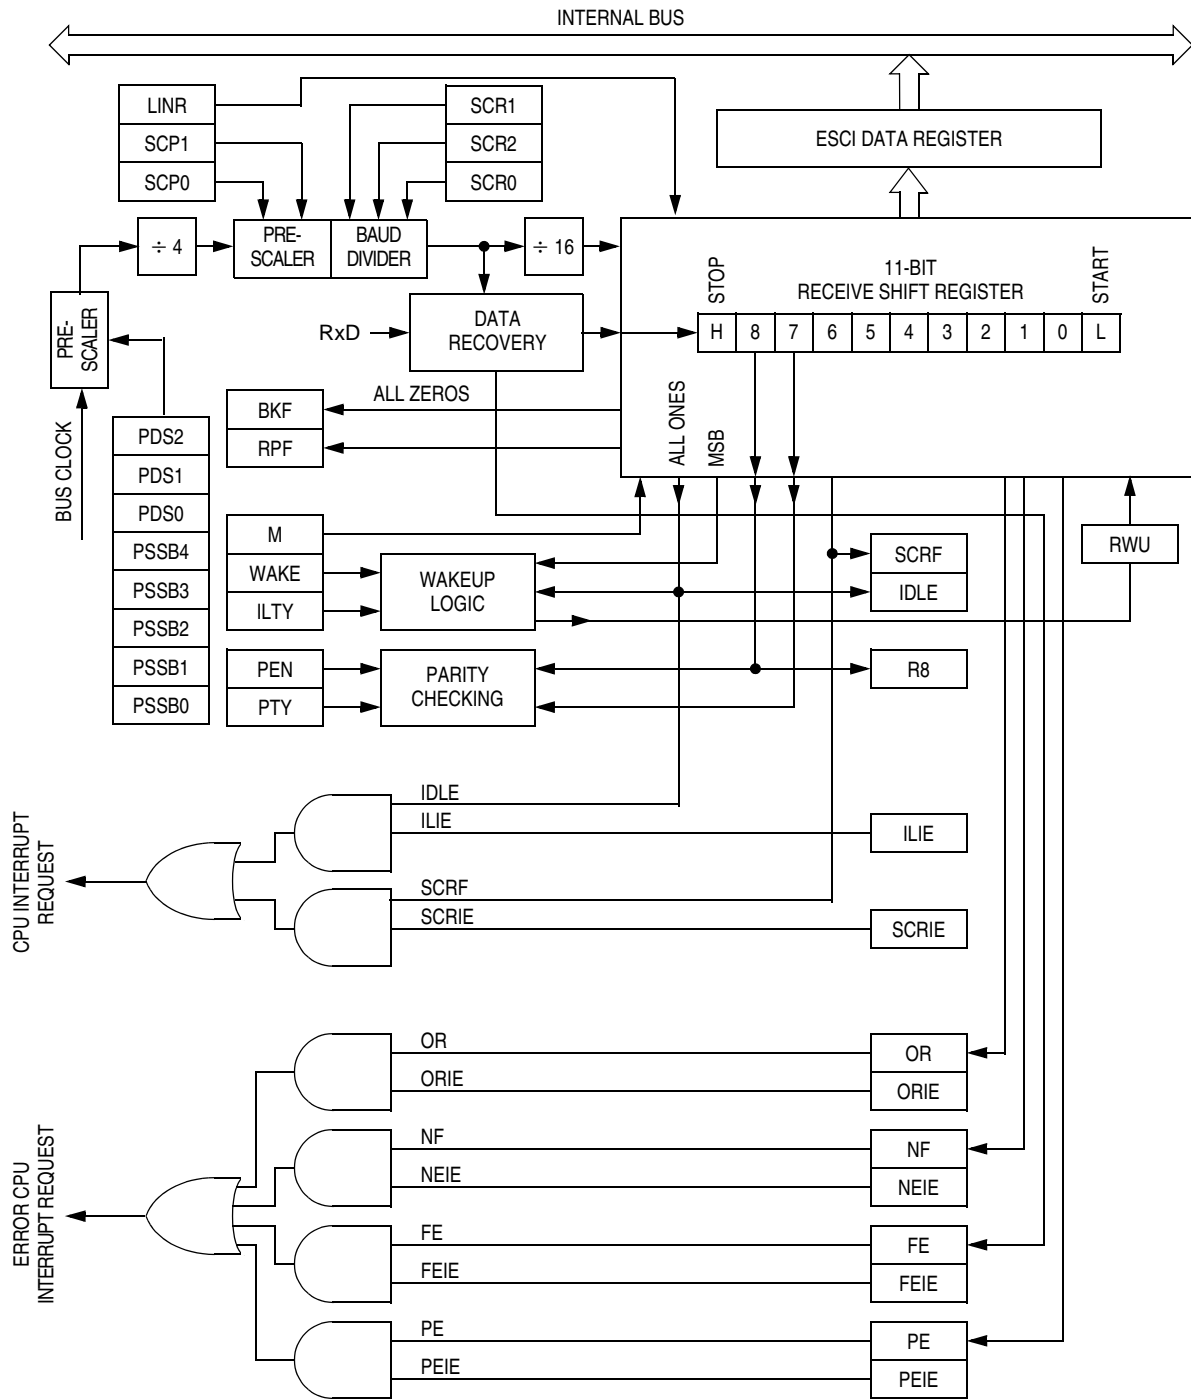 INTERNAL BUS
LINR
SCP1
SCP0
SCR1
SCR2
SCR0
ESCI DATA REGISTER
÷ 4
PRE-
SCALER
BAUD
DIVIDER
÷ 16
PRE-
SCALER
BUS CLOCK
RxD
DATA
RECOVERY
STOP
11-BIT
RECEIVE SHIFT REGISTER
START
H 8 7 6 5 4 3 2 1 0 L
ALL ZEROS
BKF
RPF
ALL ONES
MSB
PDS2
PDS1
PDS0
PSSB4
PSSB3
PSSB2
PSSB1
PSSB0
M
WAKE
ILTY
WAKEUP
LOGIC
SCRF
IDLE
RWU
PEN
PTY
PARITY
CHECKING
R8
CPU INTERRUPT
REQUEST
IDLE
ILIE
ILIE
SCRF
SCRIE
SCRIE
ERROR CPU
INTERRUPT REQUEST
OR
OR
ORIE
ORIE
NF
NF
NEIE
NEIE
FE
FE
FEIE
FEIE
PE
PE
PEIE
PEIE